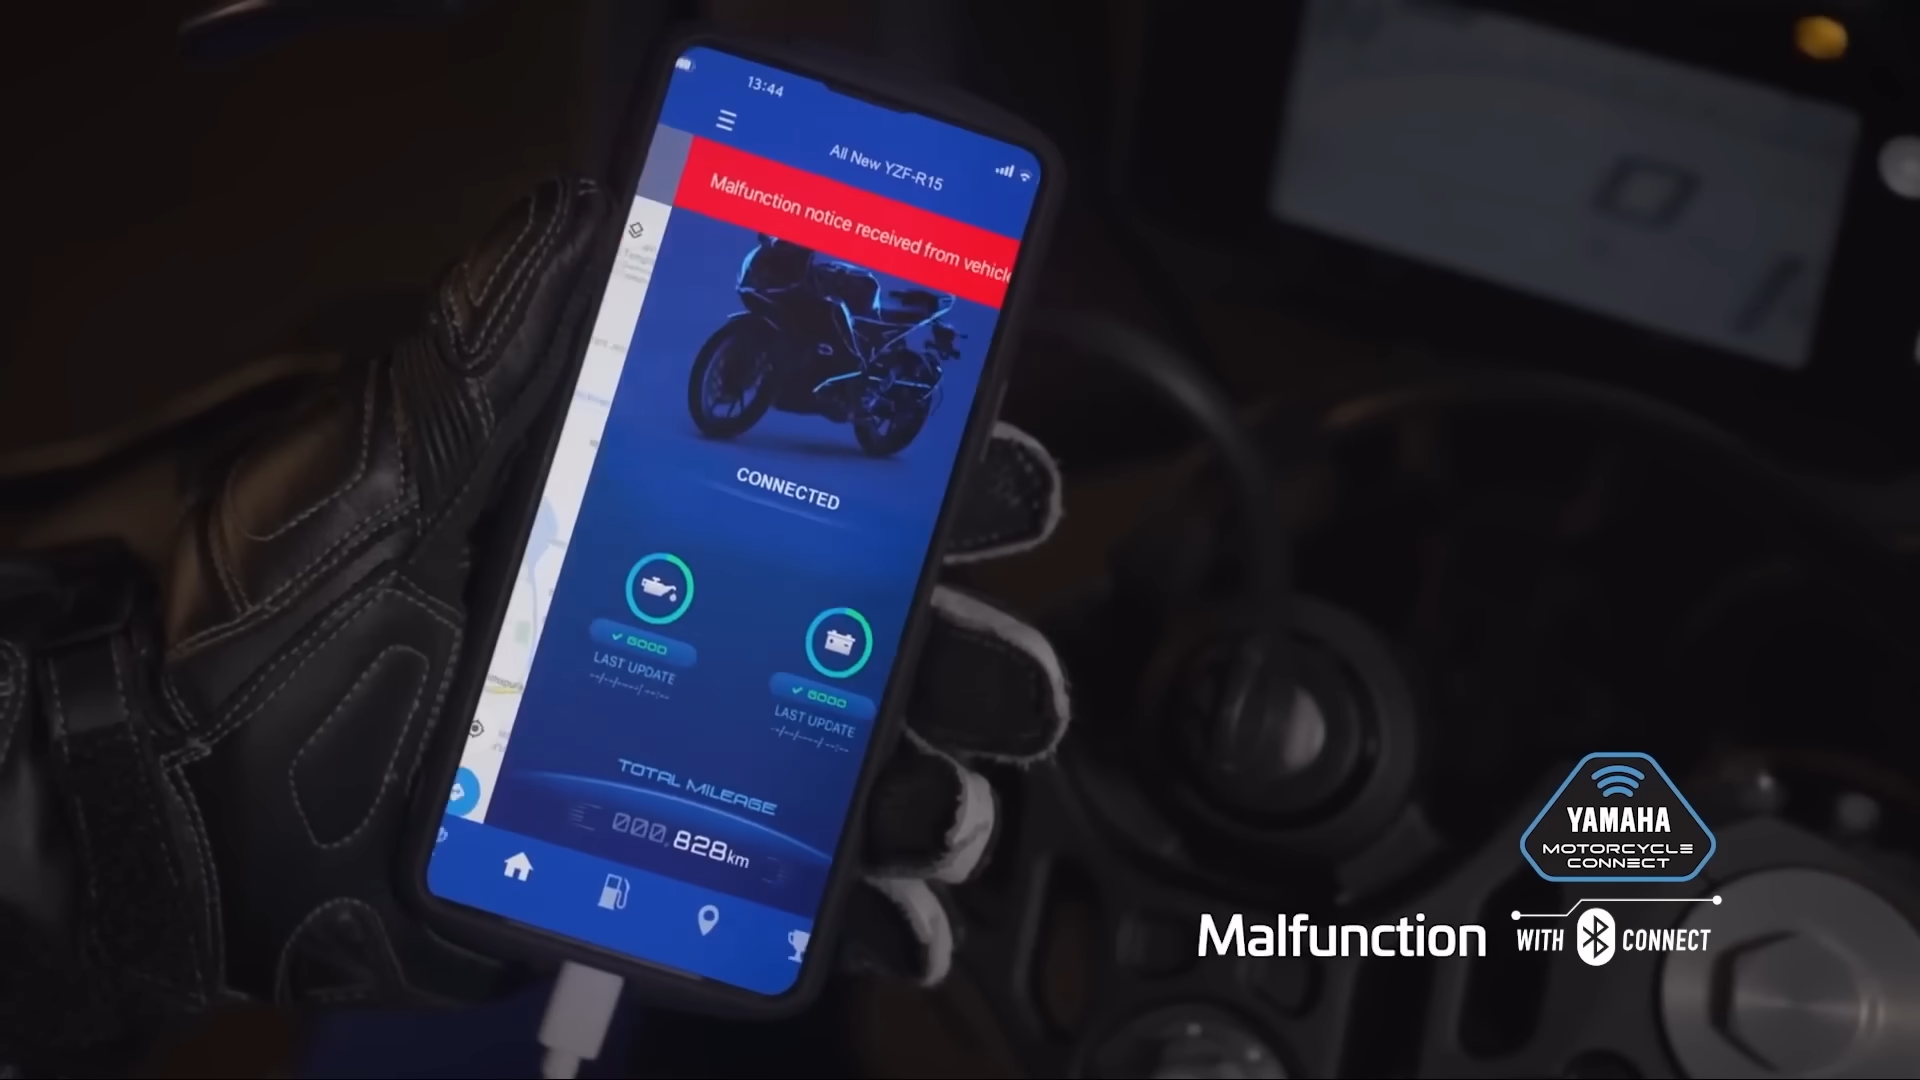 13:44
All New YZF-R15
Malfunction notice received from vehicle
CONNECTED
GOOD
LAST UPDATE
--/--/---- --:--
GOOD
LAST UPDATE
--/--/---- --:--
TOTAL MILEAGE
000,828km
YAMAHA
MOTORCYCLE
CONNECT
Malfunction
WITH CONNECT